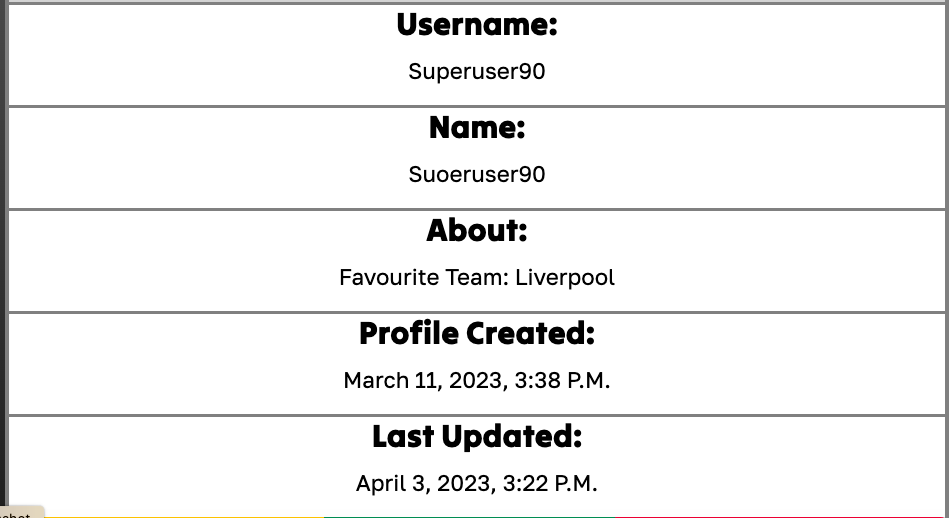 Username:
Superuser90
Name:
Suoeruser90
About:
Favourite Team: Liverpool
Profile Created:
March 11, 2023, 3:38 P.M.
Last Updated:
April 3, 2023, 3:22 P.M.